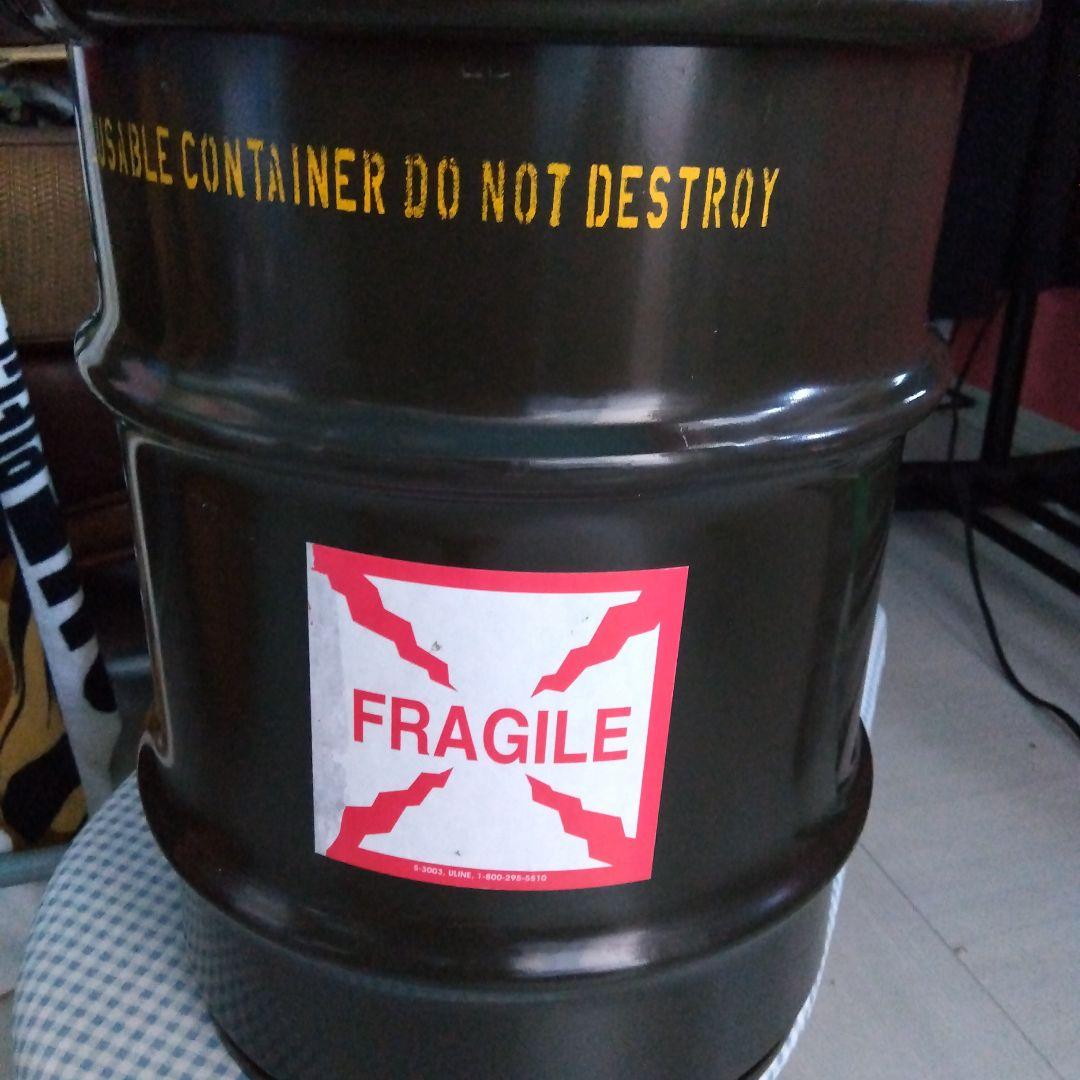 USABLE CONTAINER DO NOT DESTROY
FRAGILE
S-3003, ULINE, 1-800-295-5510